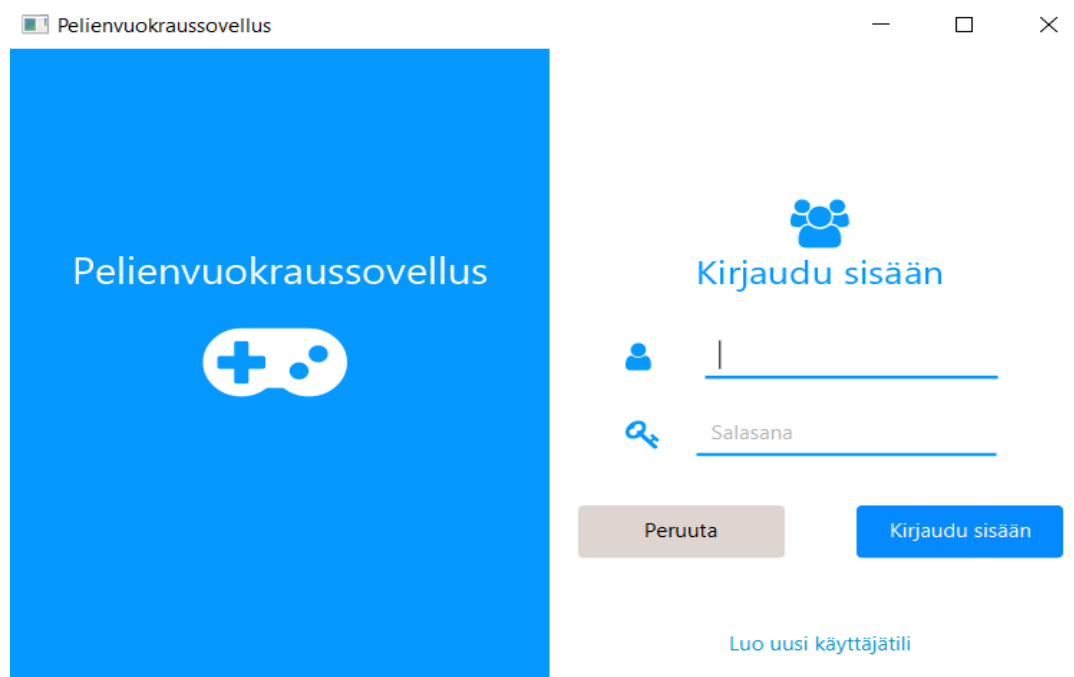 Pelienvuokraussovellus
Pelienvuokraussovellus
Kirjaudu sisään
Salasana
Peruuta
Kirjaudu sisään
Luo uusi käyttäjätili